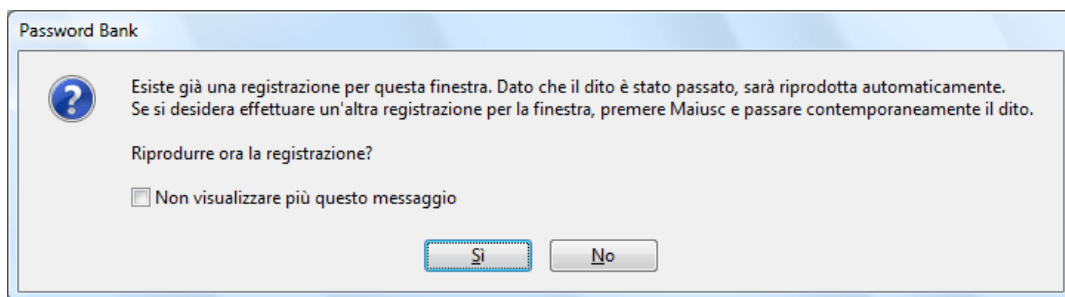 Password Bank
Esiste già una registrazione per questa finestra. Dato che il dito è stato passato, sarà riprodotta automaticamente.
Se si desidera effettuare un'altra registrazione per la finestra, premere Maiusc e passare contemporaneamente il dito.
Riprodurre ora la registrazione?
Non visualizzare più questo messaggio
Sì No